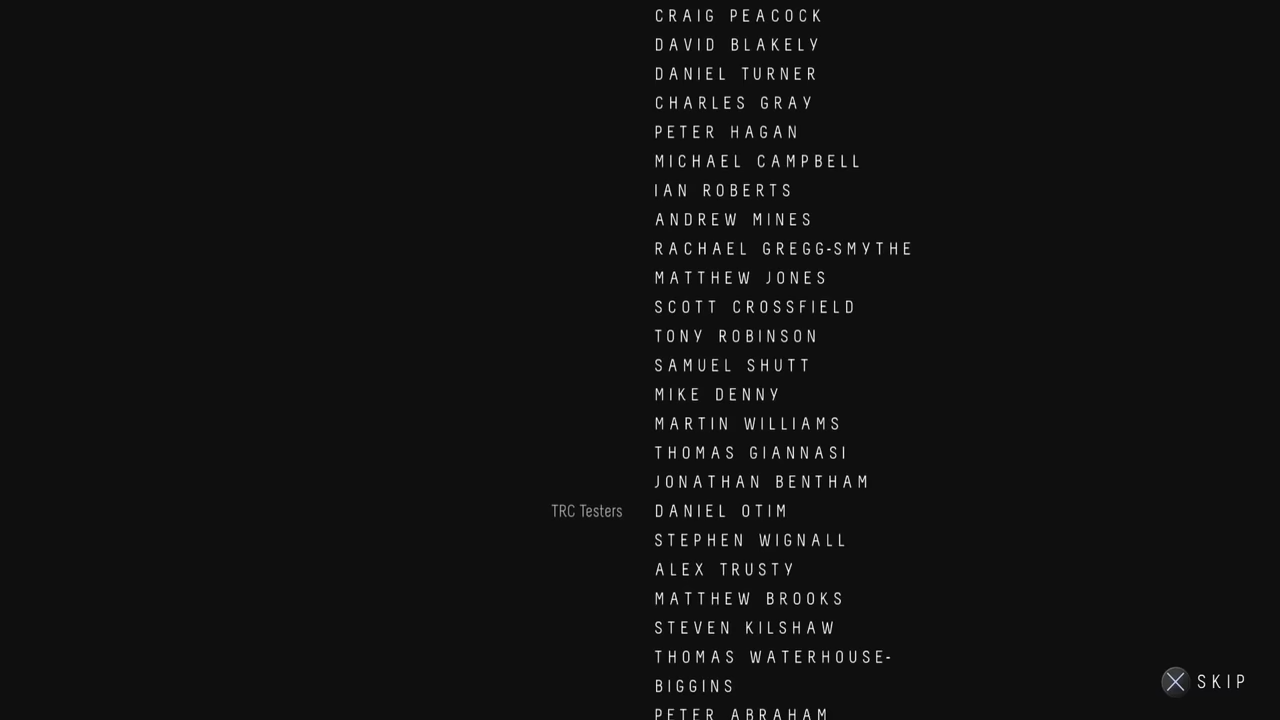 CRAIG PEACOCK
DAVID BLAKELY
DANIEL TURNER
CHARLES GRAY
PETER HAGAN
MICHAEL CAMPBELL
IAN ROBERTS
ANDREW MINES
RACHAEL GREGG-SMYTHE
MATTHEW JONES
SCOTT CROSSFIELD
TONY ROBINSON
SAMUEL SHUTT
MIKE DENNY
MARTIN WILLIAMS
THOMAS GIANNASI
JONATHAN BENTHAM
TRC Testers DANIEL OTIM
STEPHEN WIGNALL
ALEX TRUSTY
MATTHEW BROOKS
STEVEN KILSHAW
THOMAS WATERHOUSE-
BIGGINS
PETER ABRAHAM
SKIP